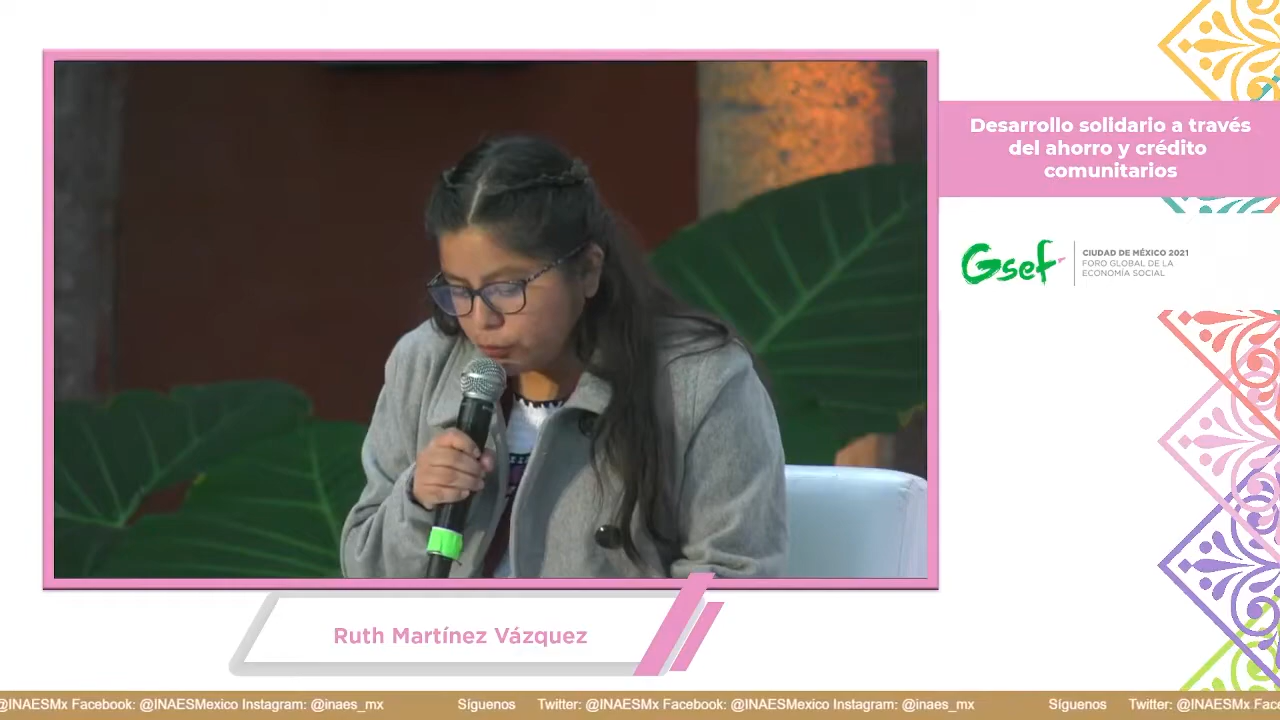 Desarrollo solidario a través
del ahorro y crédito
comunitarios
Gsef
CIUDAD DE MÉXICO 2021
FORO GLOBAL DE LA
ECONOMÍA SOCIAL
Ruth Martínez Vázquez
@INAESMx Facebook: @INAESMexico Instagram: @inaes_mx Síguenos Twitter: @INAESMx Facebook: @INAESMexico Instagram: @inaes_mx Síguenos Twitter: @INAESMx Fac